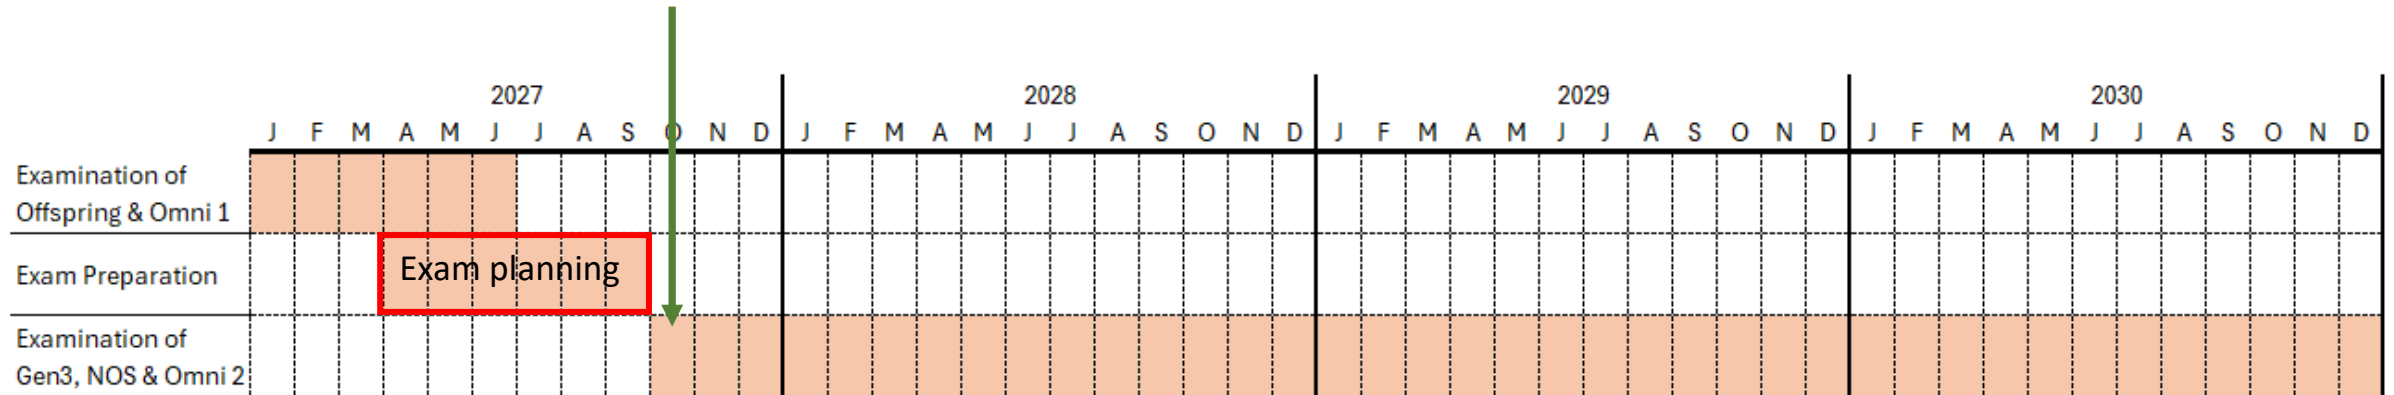 2027 2028 2029 2030
J F M A M J J A S O N D J F M A M J J A S O N D J F M A M J J A S O N D J F M A M J J A S O N D
Examination of
Offspring & Omni 1
Exam Preparation Exam planning
Examination of
Gen3, NOS & Omni 2